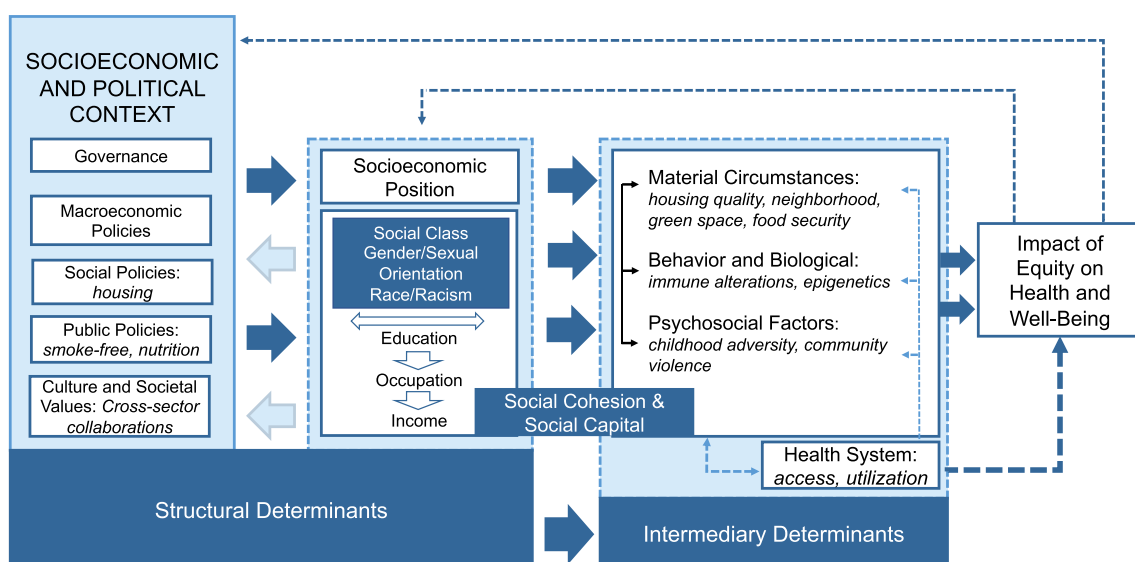 SOCIOECONOMIC
AND POLITICAL
CONTEXT
Governance
Macroeconomic
Policies
Social Policies:
housing
Public Policies:
smoke-free, nutrition
Culture and Societal
Values: Cross-sector
collaborations
Socioeconomic
Position
Social Class
Gender/Sexual
Orientation
Race/Racism
Education
Occupation
Income
Social Cohesion &
Social Capital
Material Circumstances:
housing quality, neighborhood,
green space, food security
Behavior and Biological:
immune alterations, epigenetics
Psychosocial Factors:
childhood adversity, community
violence
Health System:
access, utilization
Impact of
Equity on
Health and
Well-Being
Structural Determinants
Intermediary Determinants